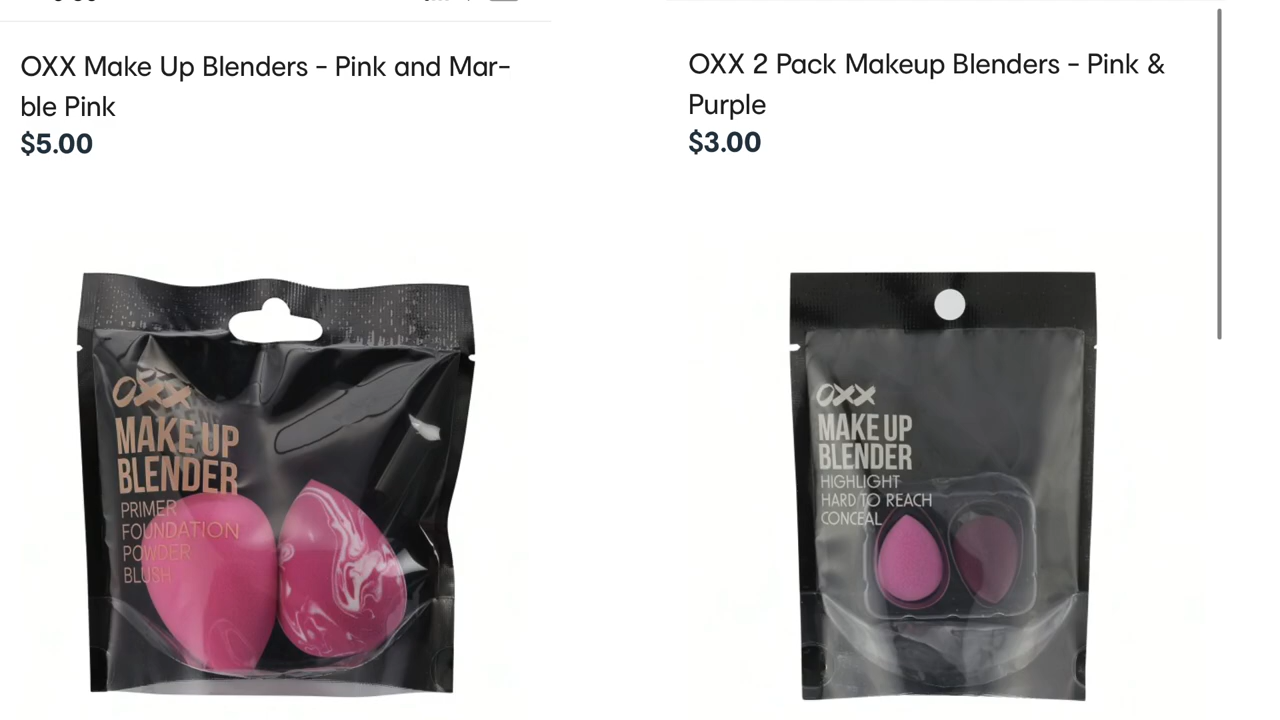 OXX Make Up Blenders - Pink and Mar-
ble Pink
$5.00
OXX
MAKE UP
BLENDER
PRIMER
FOUNDATION
POWDER
BLUSH
OXX 2 Pack Makeup Blenders - Pink &
Purple
$3.00
OXX
MAKE UP
BLENDER
HIGHLIGHT
HARD TO REACH
CONCEAL